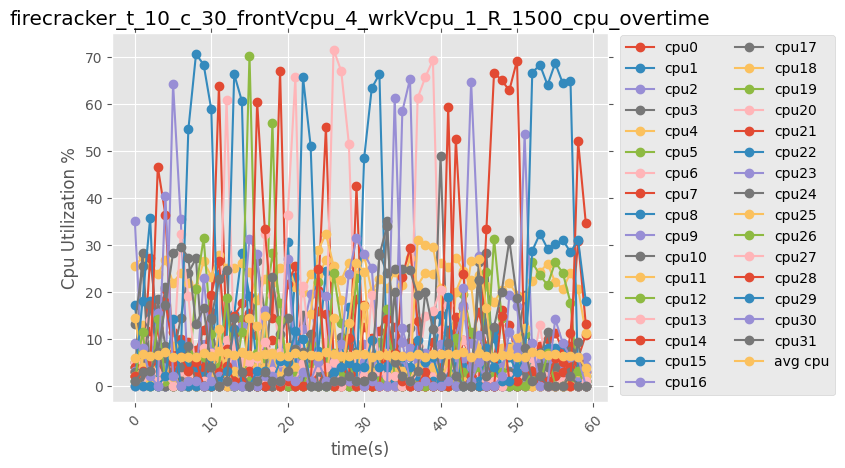 firecracker_t_10_c_30_frontVcpu_4_wrkVcpu_1_R_1500_cpu_overtime
Cpu Utilization %
70
60
50
40
30
20
10
0
0
10
20
30
40
50
60
time(s)
cpu0
cpu1
cpu2
cpu3
cpu4
cpu5
cpu6
cpu7
cpu8
cpu9
cpu10
cpu11
cpu12
cpu13
cpu14
cpu15
cpu16
cpu17
cpu18
cpu19
cpu20
cpu21
cpu22
cpu23
cpu24
cpu25
cpu26
cpu27
cpu28
cpu29
cpu30
cpu31
avg cpu